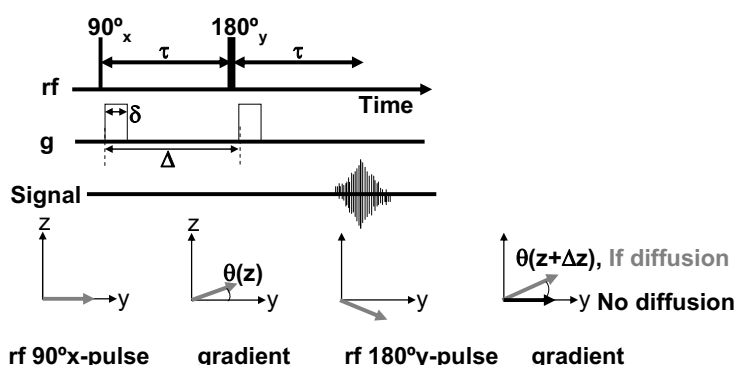 90ºx 180ºy
τ τ
rf
Time
δ
g
Δ
Signal
z z z z
θ(z) θ(z+Δz), If diffusion
y y y y No diffusion
rf 90ºx-pulse gradient rf 180ºy-pulse gradient